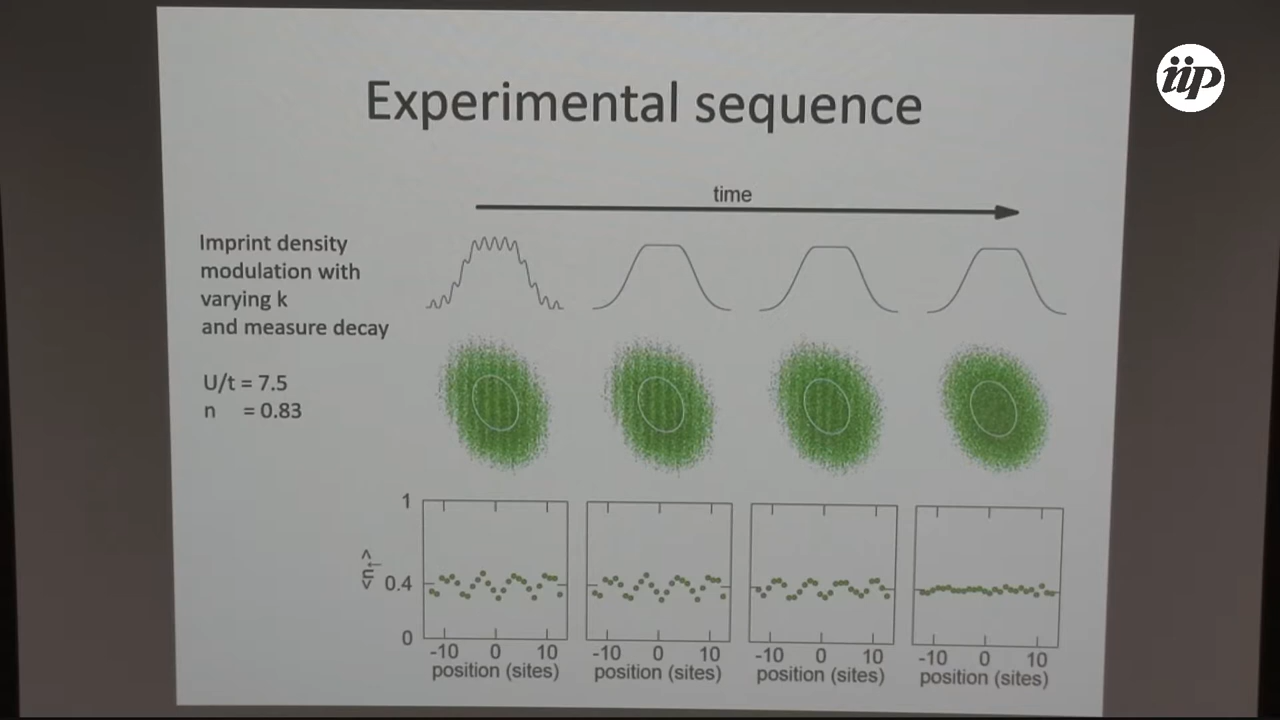 iip
Experimental sequence
time
Imprint density
modulation with
varying k
and measure decay
U/t = 7.5
n = 0.83
1
0.4
0
<n↑>
-10 0 10
position (sites)
-10 0 10
position (sites)
-10 0 10
position (sites)
-10 0 10
position (sites)